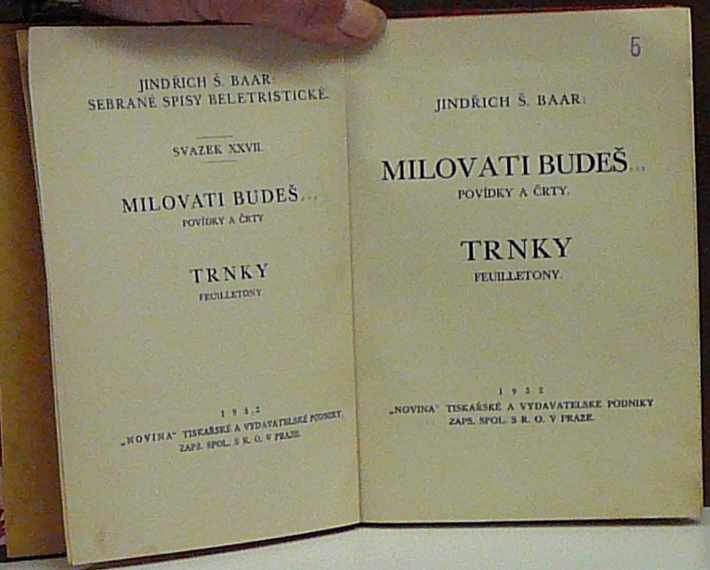 JINDŘICH Š. BAAR:
SEBRANÉ SPISY BELETRISTICKÉ.
SVAZEK XXVII.
MILOVATI BUDEŠ...
POVÍDKY A ČRTY
TRNKY
FEUILLETONY
1932
„NOVINA“ TISKAŘSKÉ A VYDAVATELSKÉ PODNIKY,
ZAPS. SPOL. S R. O. V PRAZE.
5
JINDŘICH Š. BAAR:
MILOVATI BUDEŠ...
POVÍDKY A ČRTY.
TRNKY
FEUILLETONY.
1932
„NOVINA“ TISKAŘSKÉ A VYDAVATELSKÉ PODNIKY
ZAPS. SPOL. S R. O. V PRAZE.